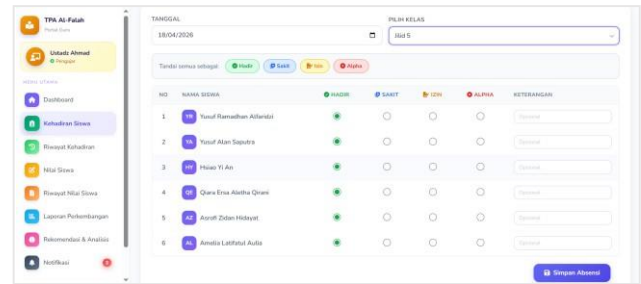 TPA Al-Falah
Portal Guru
Ustadz Ahmad
Pengajar
MENU UTAMA
Dashboard
Kehadiran Siswa
Riwayat Kehadiran
Nilai Siswa
Riwayat Nilai Siswa
Laporan Perkembangan
Rekomendasi & Analisis
Notifikasi
TANGGAL
PILIH KELAS
18/04/2026
Jilid 5
Tandai semua sebagai:
Hadir
Sakit
Izin
Alpha
NO NAMA SISWA HADIR SAKIT IZIN ALPHA KETERANGAN
1 YR Yusuf Ramadhan Alfaridzi Opsional
2 YA Yusuf Alan Saputra Opsional
3 HY Hsiao Yi An Opsional
4 QE Qiara Ersa Alesha Qirani Opsional
5 AZ Asrofi Zidan Hidayat Opsional
6 AL Amelia Latifatul Aulia Opsional
Simpan Absensi